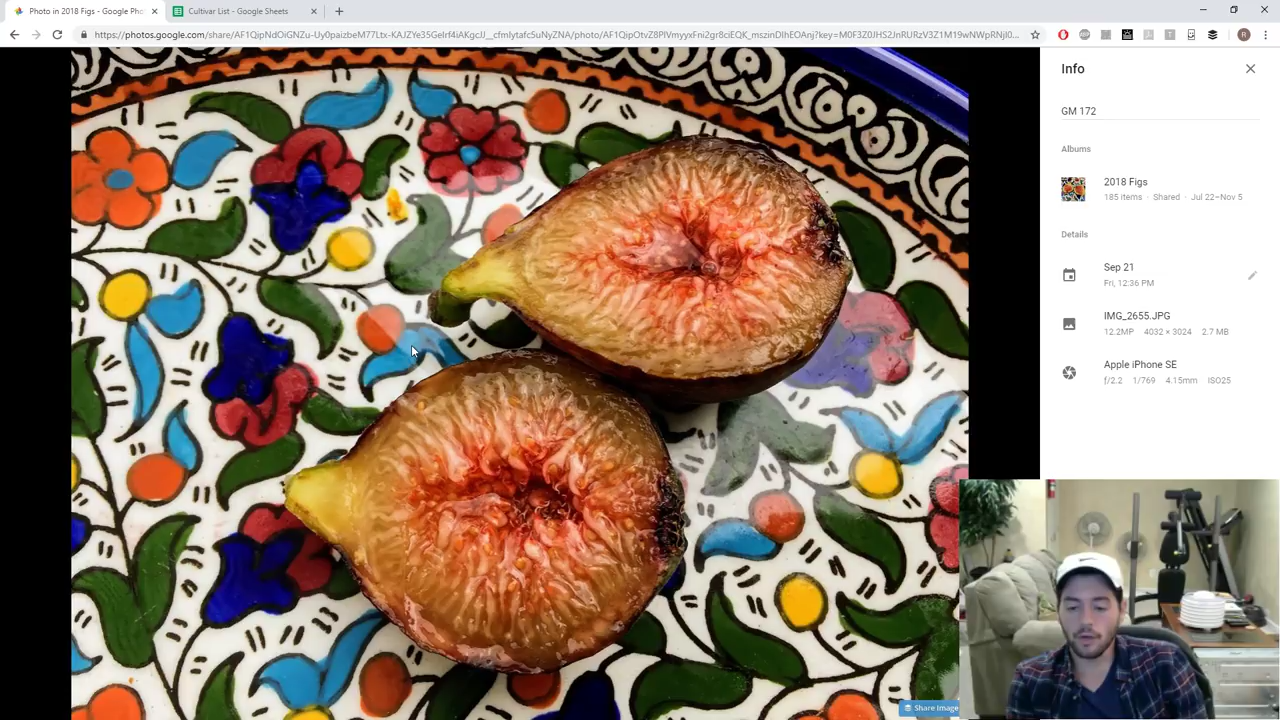 Photo in 2018 Figs - Google Pho
Cultivar List - Google Sheets
Info
GM 172
Albums
2018 Figs
185 items · Shared · Jul 22–Nov 5
Details
Sep 21
Fri, 12:36 PM
IMG_2655.JPG
12.2MP 4032 × 3024 2.7 MB
Apple iPhone SE
ƒ/2.2 1/769 4.15mm ISO25
Share Image